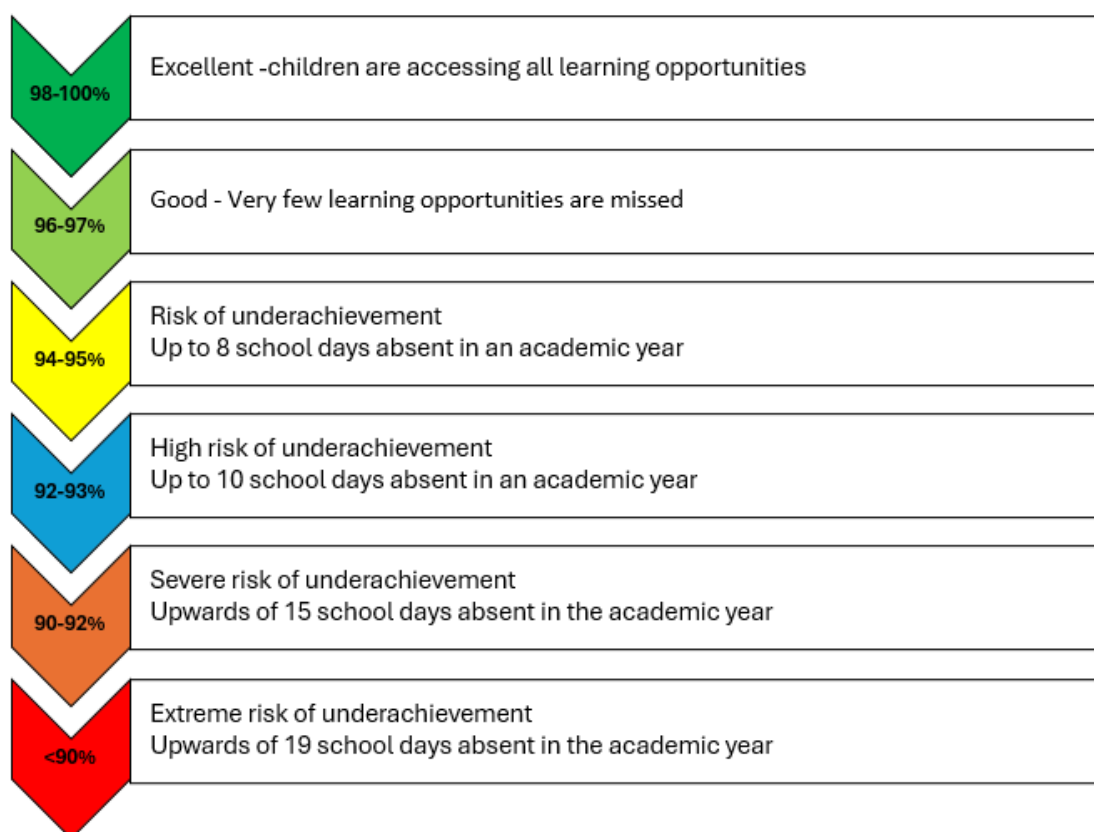 98-100%
Excellent -children are accessing all learning opportunities
96-97%
Good - Very few learning opportunities are missed
94-95%
Risk of underachievement
Up to 8 school days absent in an academic year
92-93%
High risk of underachievement
Up to 10 school days absent in an academic year
90-92%
Severe risk of underachievement
Upwards of 15 school days absent in the academic year
<90%
Extreme risk of underachievement
Upwards of 19 school days absent in the academic year